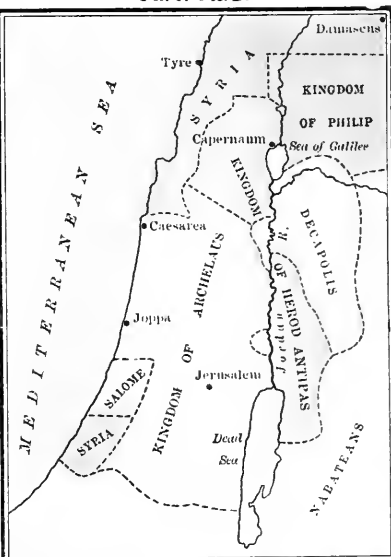 Damascus
Tyre
SYRIA
KINGDOM
OF PHILIP
Capernaum
Sea of Galilee
KINGDOM
OF HEROD ANTIPAS
R.
Jordan
DECAPOLIS
MEDITERRANEAN SEA
Caesarea
KINGDOM OF ARCHELAUS
Joppa
SALOME
Jerusalem
SYRIA
Dead
Sea
NABATEANS